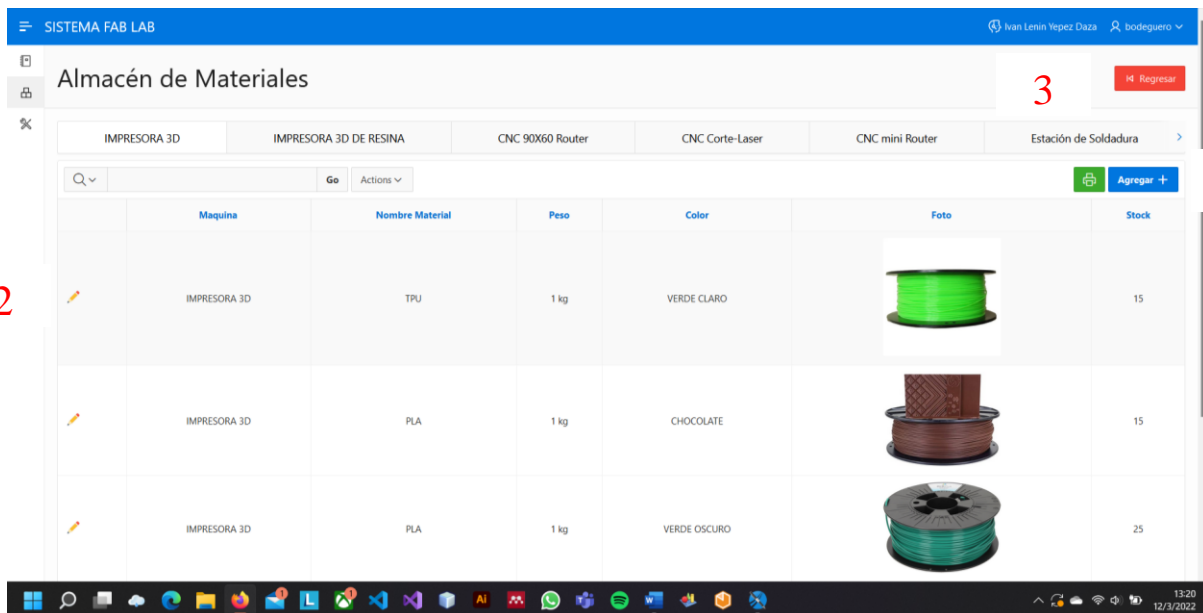 SISTEMA FAB LAB
Ivan Lenin Yepez Daza bodeguero
Almacén de Materiales
3
Regresar
IMPRESORA 3D IMPRESORA 3D DE RESINA CNC 90X60 Router CNC Corte-Laser CNC mini Router Estación de Soldadura
Go Actions Agregar +
Maquina Nombre Material Peso Color Foto Stock
2
IMPRESORA 3D TPU 1 kg VERDE CLARO 15
IMPRESORA 3D PLA 1 kg CHOCOLATE 15
IMPRESORA 3D PLA 1 kg VERDE OSCURO 25
13:20